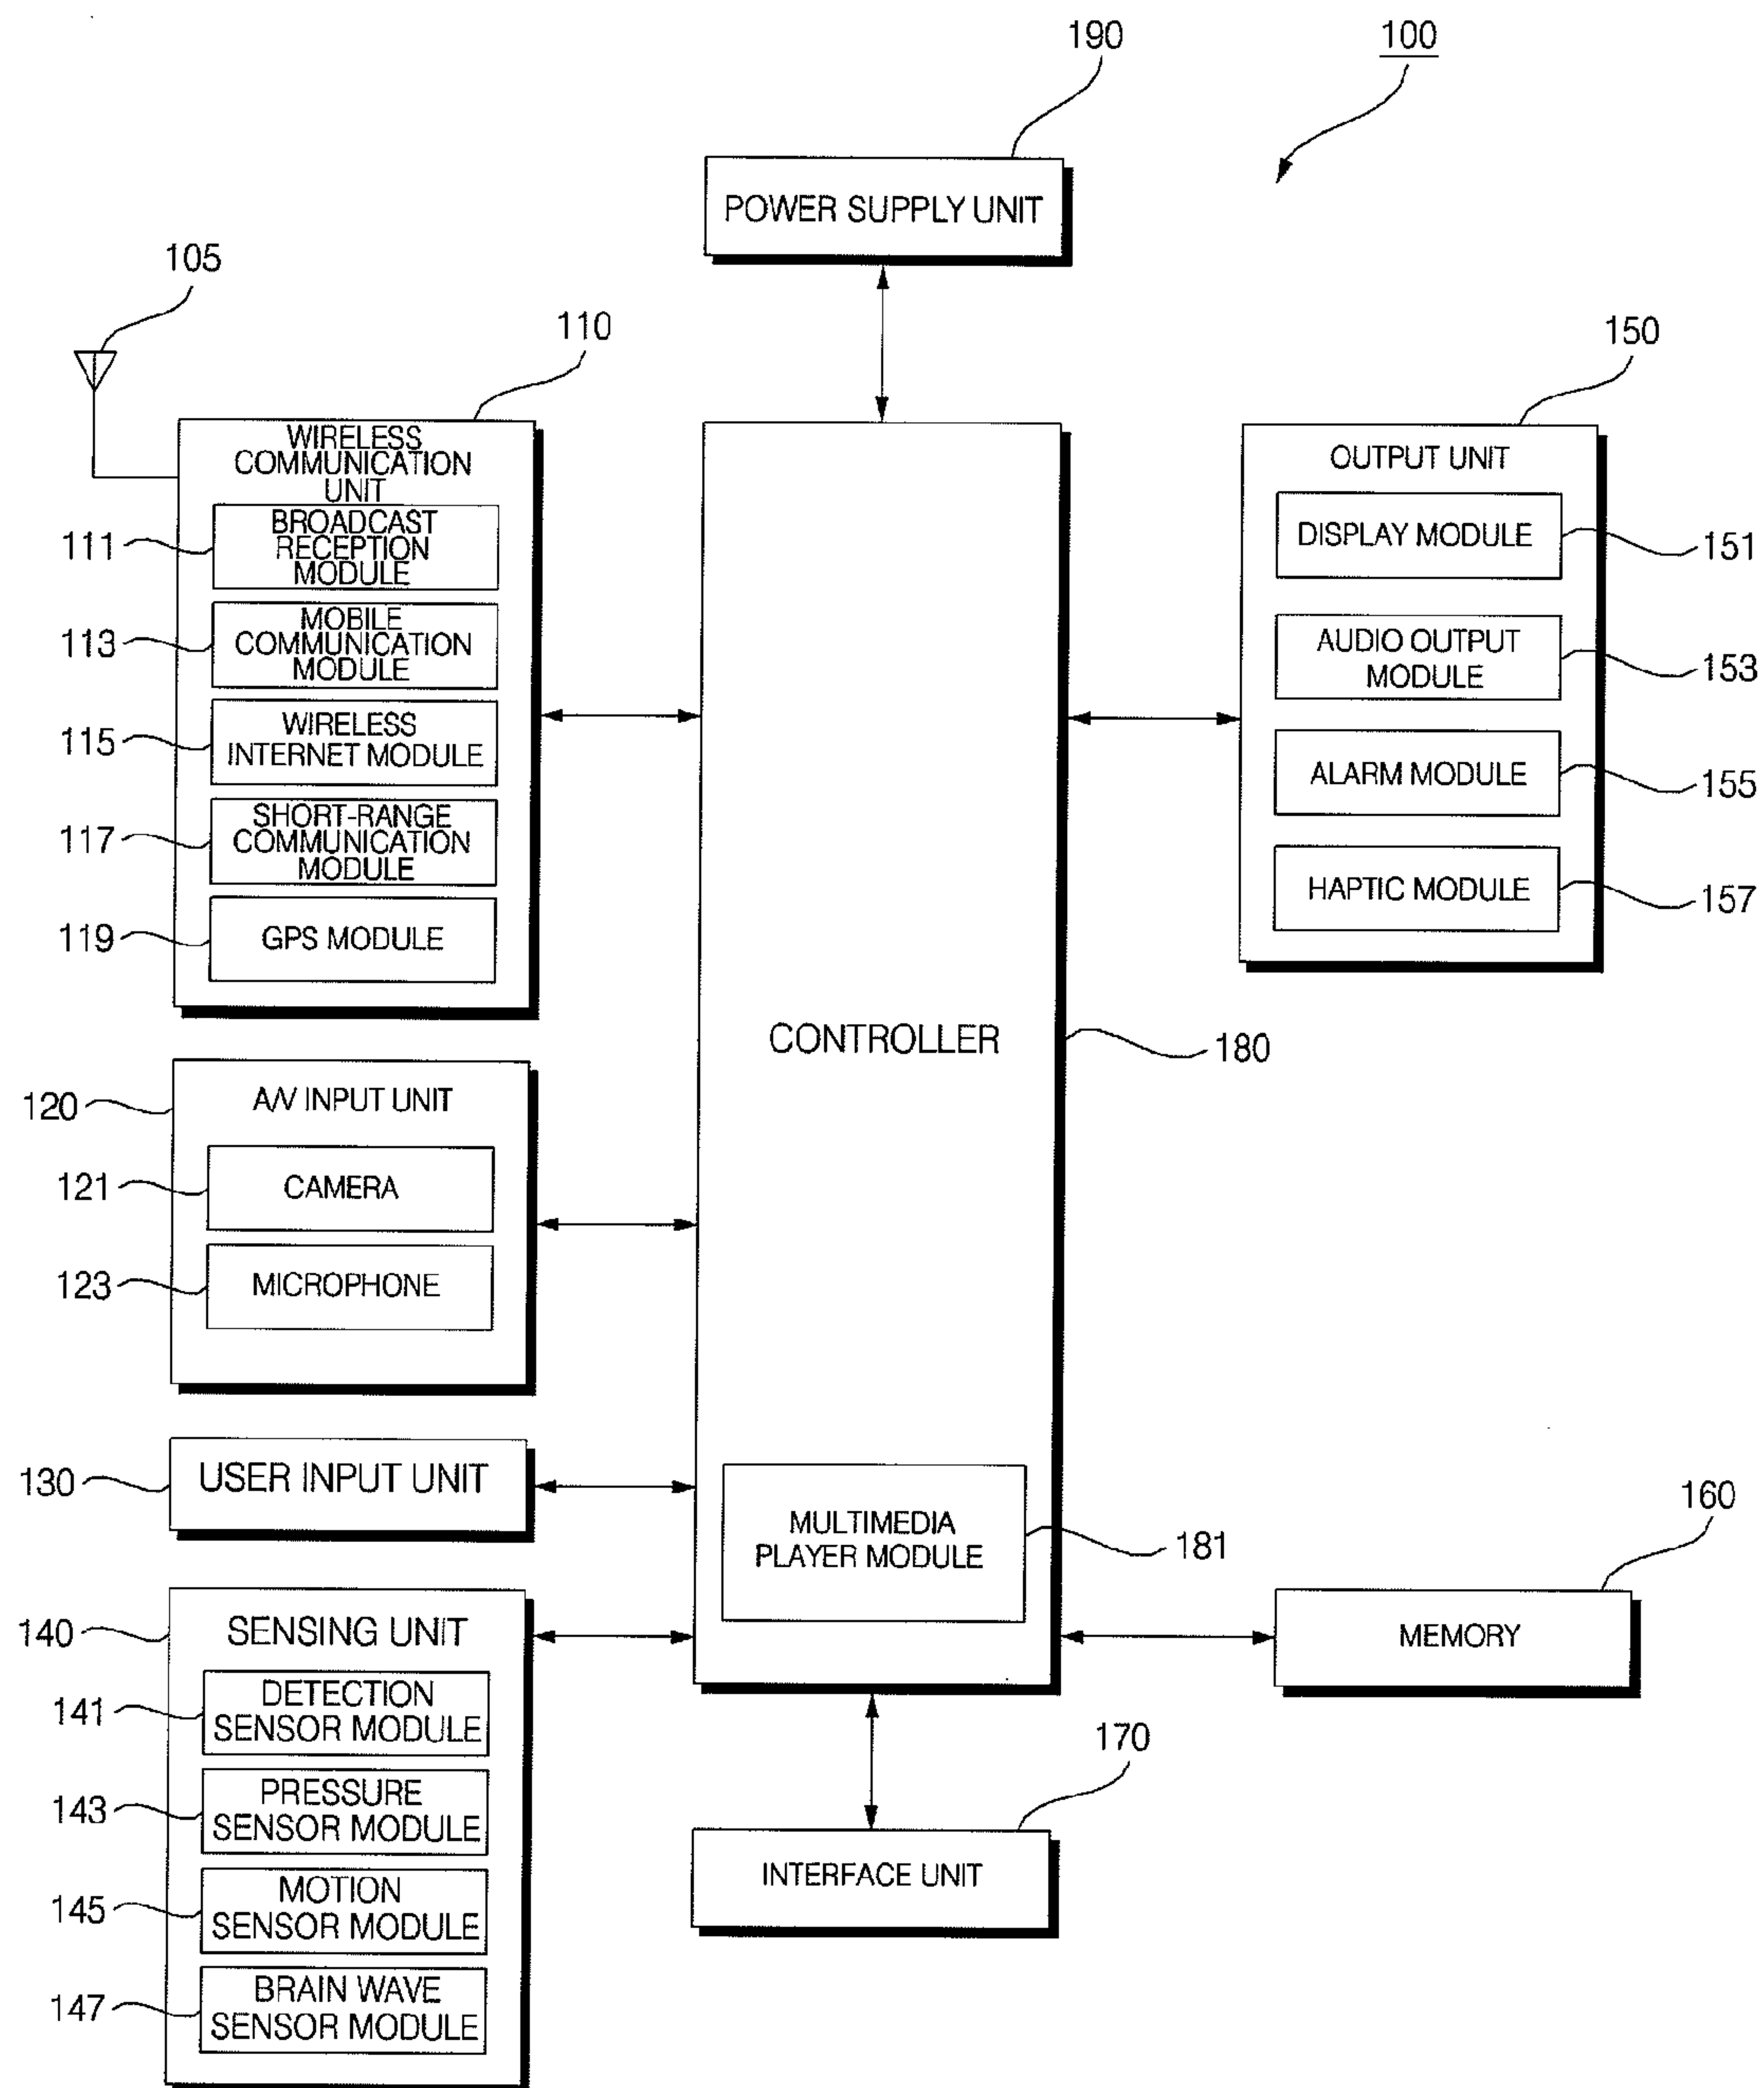 190
100
POWER SUPPLY UNIT
105
110
150
WIRELESS
COMMUNICATION
UNIT
OUTPUT UNIT
111
BROADCAST
RECEPTION
MODULE
DISPLAY MODULE
151
113
MOBILE
COMMUNICATION
MODULE
AUDIO OUTPUT
MODULE
153
115
WIRELESS
INTERNET MODULE
ALARM MODULE
155
117
SHORT-RANGE
COMMUNICATION
MODULE
HAPTIC MODULE
157
119
GPS MODULE
CONTROLLER
180
120
A/V INPUT UNIT
121
CAMERA
123
MICROPHONE
130
USER INPUT UNIT
MULTIMEDIA
PLAYER MODULE
181
160
140
SENSING UNIT
MEMORY
141
DETECTION
SENSOR MODULE
143
PRESSURE
SENSOR MODULE
170
INTERFACE UNIT
145
MOTION
SENSOR MODULE
147
BRAIN WAVE
SENSOR MODULE